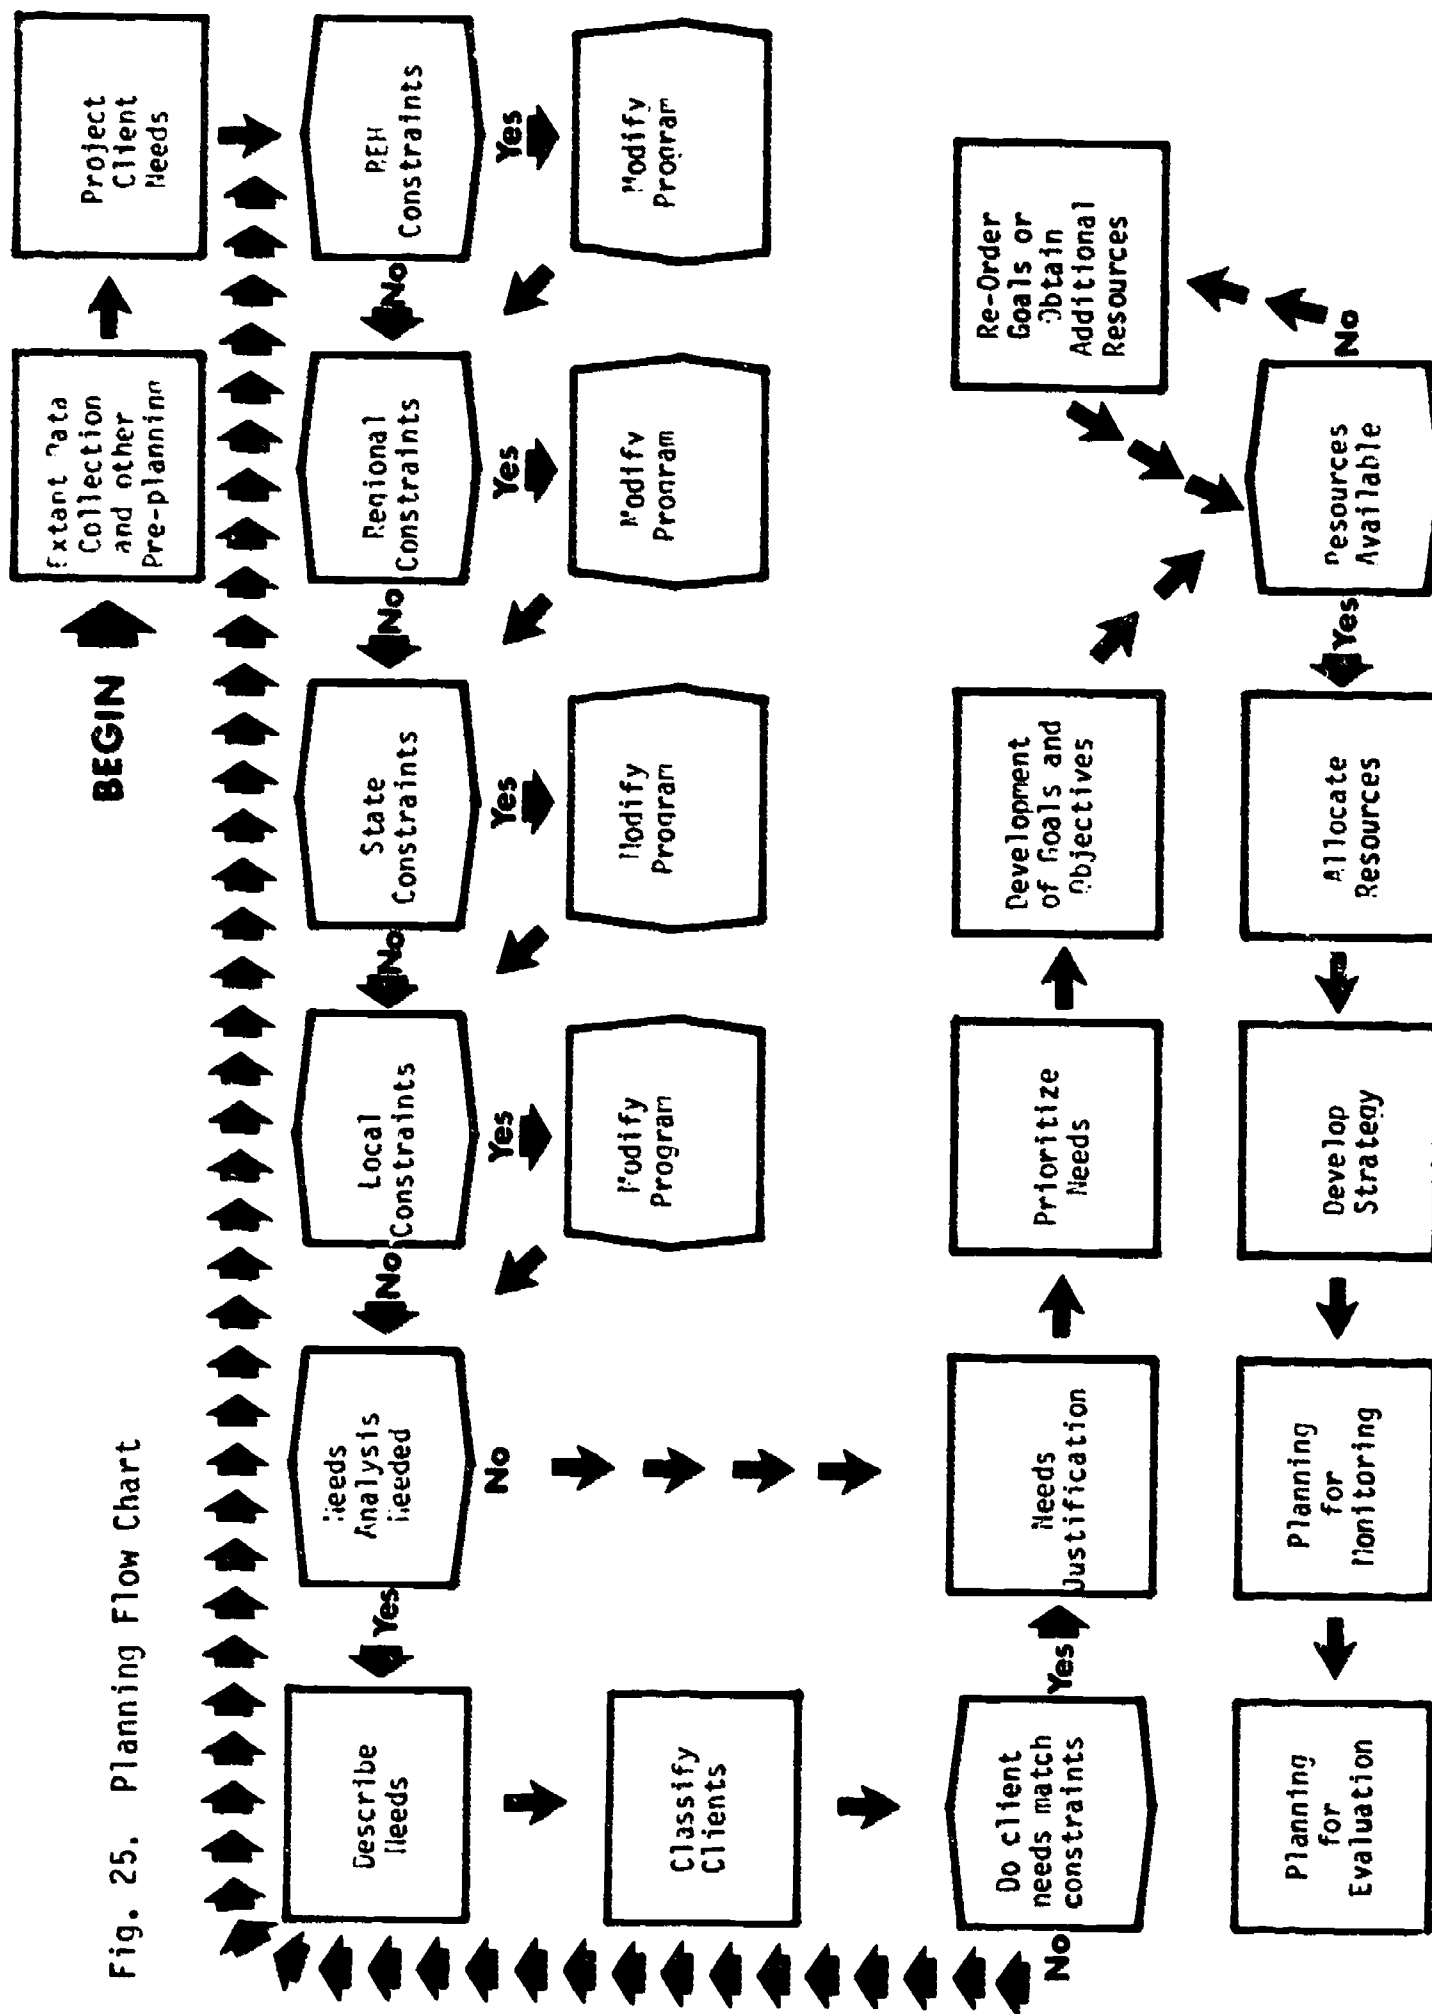 Fig. 25. Planning Flow Chart
BEGIN
Extant Data
Collection
and other
Pre-planning
Project
Client
Needs
BEH
Constraints
No
Yes
Modify
Program
Regional
Constraints
No
Yes
Modify
Program
State
Constraints
No
Yes
Modify
Program
Local
Constraints
No
Yes
Modify
Program
Needs
Analysis
Needed
Yes
No
Describe
Needs
Classify
Clients
Do client
needs match
constraints
No
Yes
Needs
Justification
Prioritize
Needs
Development
of Goals and
Objectives
Re-Order
Goals or
Obtain
Additional
Resources
No
Resources
Available
Yes
Allocate
Resources
Develop
Strategy
Planning
for
Monitoring
Planning
for
Evaluation